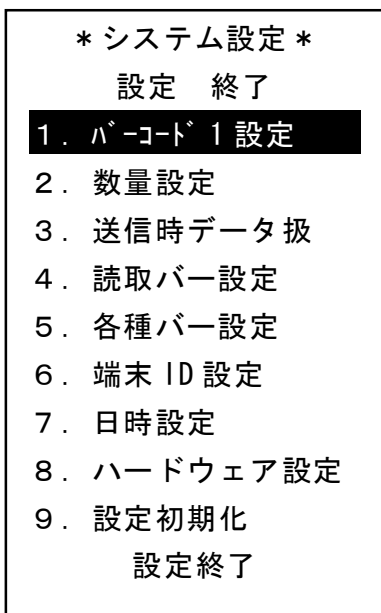 ＊システム設定＊
設定　終了
１．ﾊﾞｰｺｰﾄﾞ１設定
２．数量設定
３．送信時データ扱
４．読取バー設定
５．各種バー設定
６．端末ID設定
７．日時設定
８．ハードウェア設定
９．設定初期化
設定終了